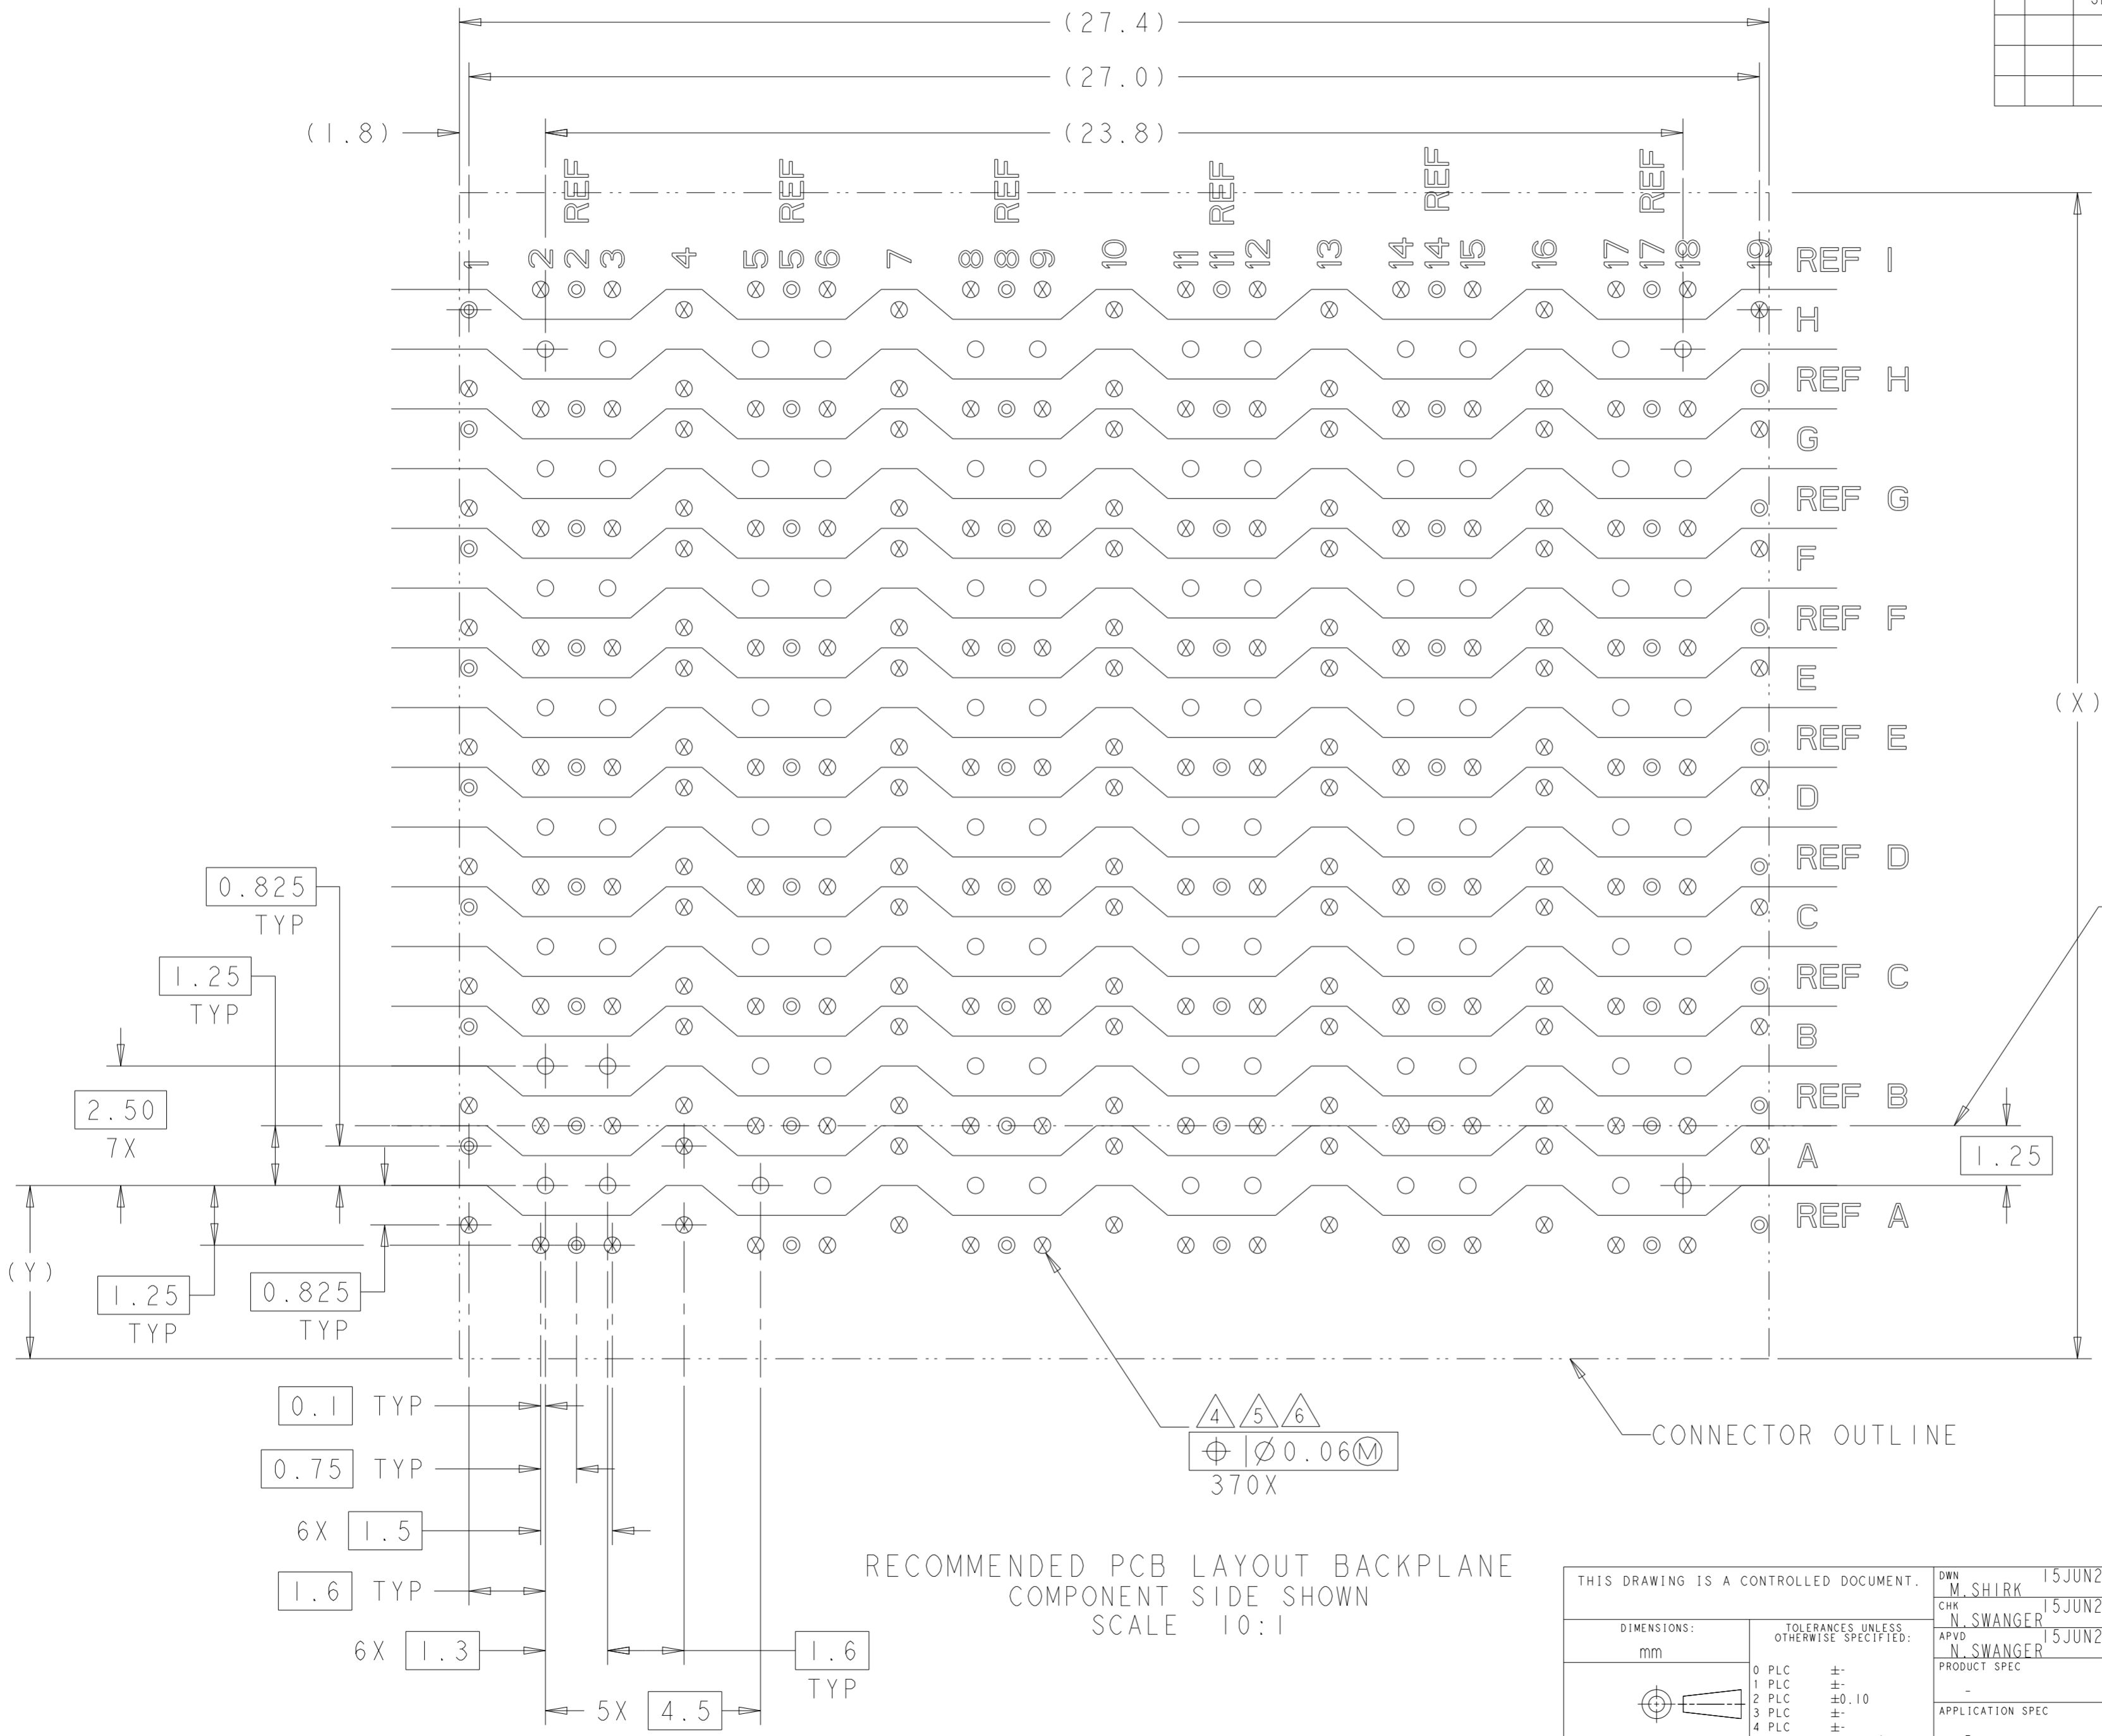 (27.4)
(27.0)
(1.8)
(23.8)
REF REF REF REF REF REF
1 2 2 3 4 5 5 6 7 8 8 9 10 11 11 12 13 14 14 15 16 17 17 18 19 REF I
H
REF H
G
REF G
F
REF F
E
(X)
REF E
D
REF D
0.825
TYP
C
1.25
TYP
REF C
B
REF B
2.50
7X
A
1.25
REF A
(Y)
1.25
TYP
0.825
TYP
0.1 TYP
4 5 6
CONNECTOR OUTLINE
⌖ ⌀0.06Ⓜ
370X
0.75 TYP
6X 1.5
1.6 TYP
6X 1.3
1.6
TYP
5X 4.5
RECOMMENDED PCB LAYOUT BACKPLANE
COMPONENT SIDE SHOWN
SCALE 10:1
THIS DRAWING IS A CONTROLLED DOCUMENT.
DWN 15JUN2
M.SHIRK
CHK 15JUN2
N.SWANGER
APVD 15JUN2
N.SWANGER
DIMENSIONS:
mm
TOLERANCES UNLESS
OTHERWISE SPECIFIED:
0 PLC ±-
1 PLC ±-
2 PLC ±0.10
3 PLC ±-
4 PLC ±-
PRODUCT SPEC
-
APPLICATION SPEC